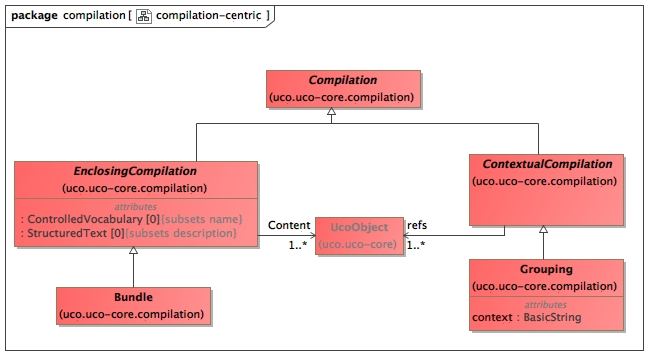 package compilation [ compilation-centric ]
Compilation
(uco.uco-core.compilation)
EnclosingCompilation
(uco.uco-core.compilation)
attributes
: ControlledVocabulary [0]{subsets name}
: StructuredText [0]{subsets description}
ContextualCompilation
(uco.uco-core.compilation)
Content
1..*
UcoObject
(uco.uco-core)
refs
1..*
Bundle
(uco.uco-core.compilation)
Grouping
(uco.uco-core.compilation)
attributes
context : BasicString